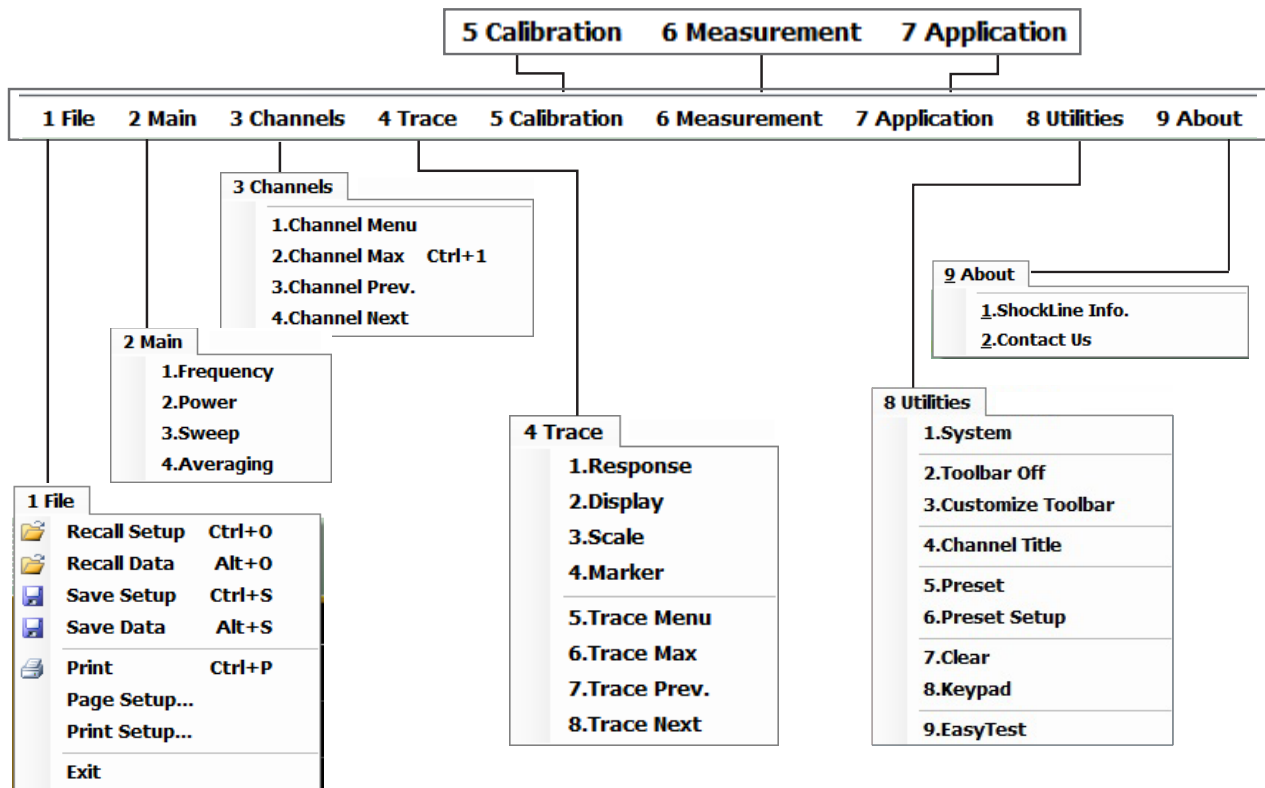 5 Calibration 6 Measurement 7 Application
1 File 2 Main 3 Channels 4 Trace 5 Calibration 6 Measurement 7 Application 8 Utilities 9 About
3 Channels
1.Channel Menu
2.Channel Max Ctrl+1
3.Channel Prev.
4.Channel Next
9 About
1.ShockLine Info.
2.Contact Us
2 Main
1.Frequency
2.Power
3.Sweep
4.Averaging
8 Utilities
1.System
2.Toolbar Off
3.Customize Toolbar
4.Channel Title
5.Preset
6.Preset Setup
7.Clear
8.Keypad
9.EasyTest
4 Trace
1.Response
2.Display
3.Scale
4.Marker
5.Trace Menu
6.Trace Max
7.Trace Prev.
8.Trace Next
1 File
Recall Setup Ctrl+O
Recall Data Alt+O
Save Setup Ctrl+S
Save Data Alt+S
Print Ctrl+P
Page Setup...
Print Setup...
Exit